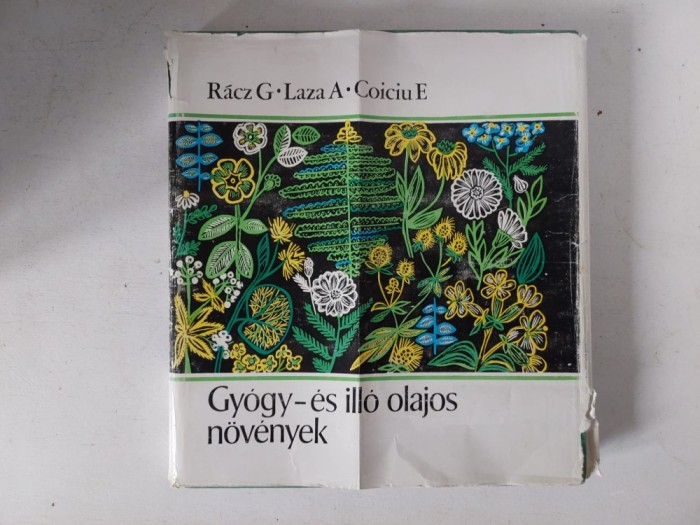 Rácz G • Laza A • Coiciu E
Gyógy-és illó olajos
növények